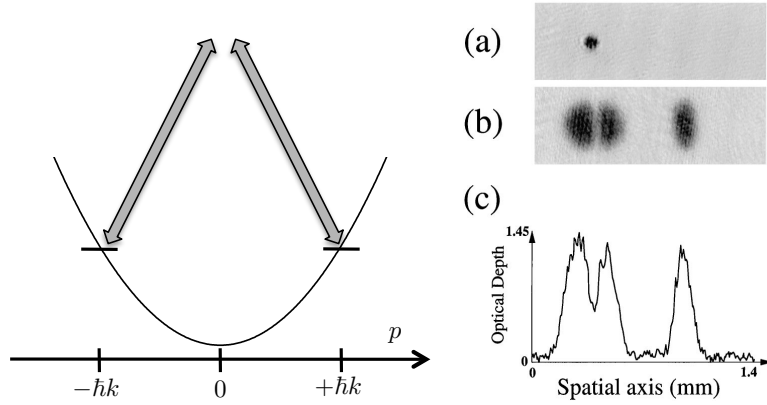 p
−ħk
0
+ħk
(a)
(b)
(c)
1.45
Optical Depth
0
0
1.4
Spatial axis (mm)